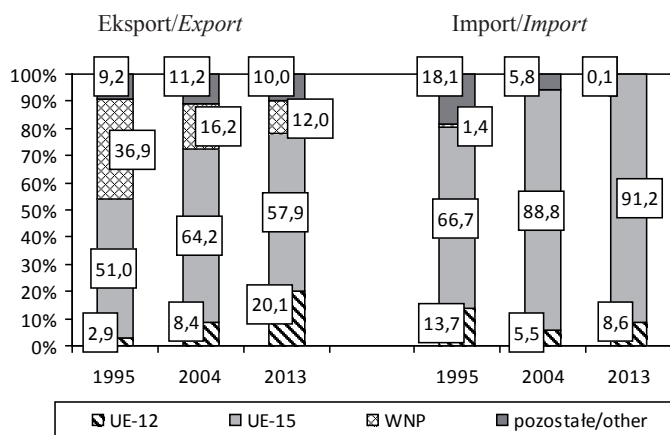 Eksport/Export Import/Import
9,2 11,2 10,0 18,1 5,8 0,1
100%
90%
80%
70%
60%
50%
40%
30%
20%
10%
0%
36,9 16,2 12,0 1,4
51,0 64,2 57,9 66,7 88,8 91,2
2,9 8,4 20,1 13,7 5,5 8,6
1995 2004 2013 1995 2004 2013
UE-12 UE-15 WNP pozostałe/other